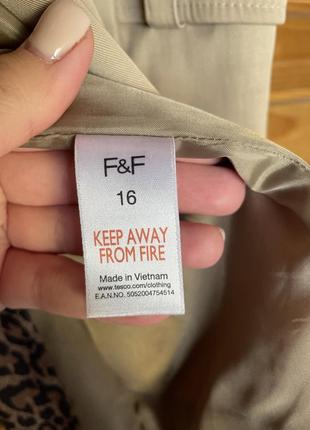 F&F
16
KEEP AWAY
FROM FIRE
Made in Vietnam
www.tesco.com/clothing
E.A.N.NO. 5052004754514